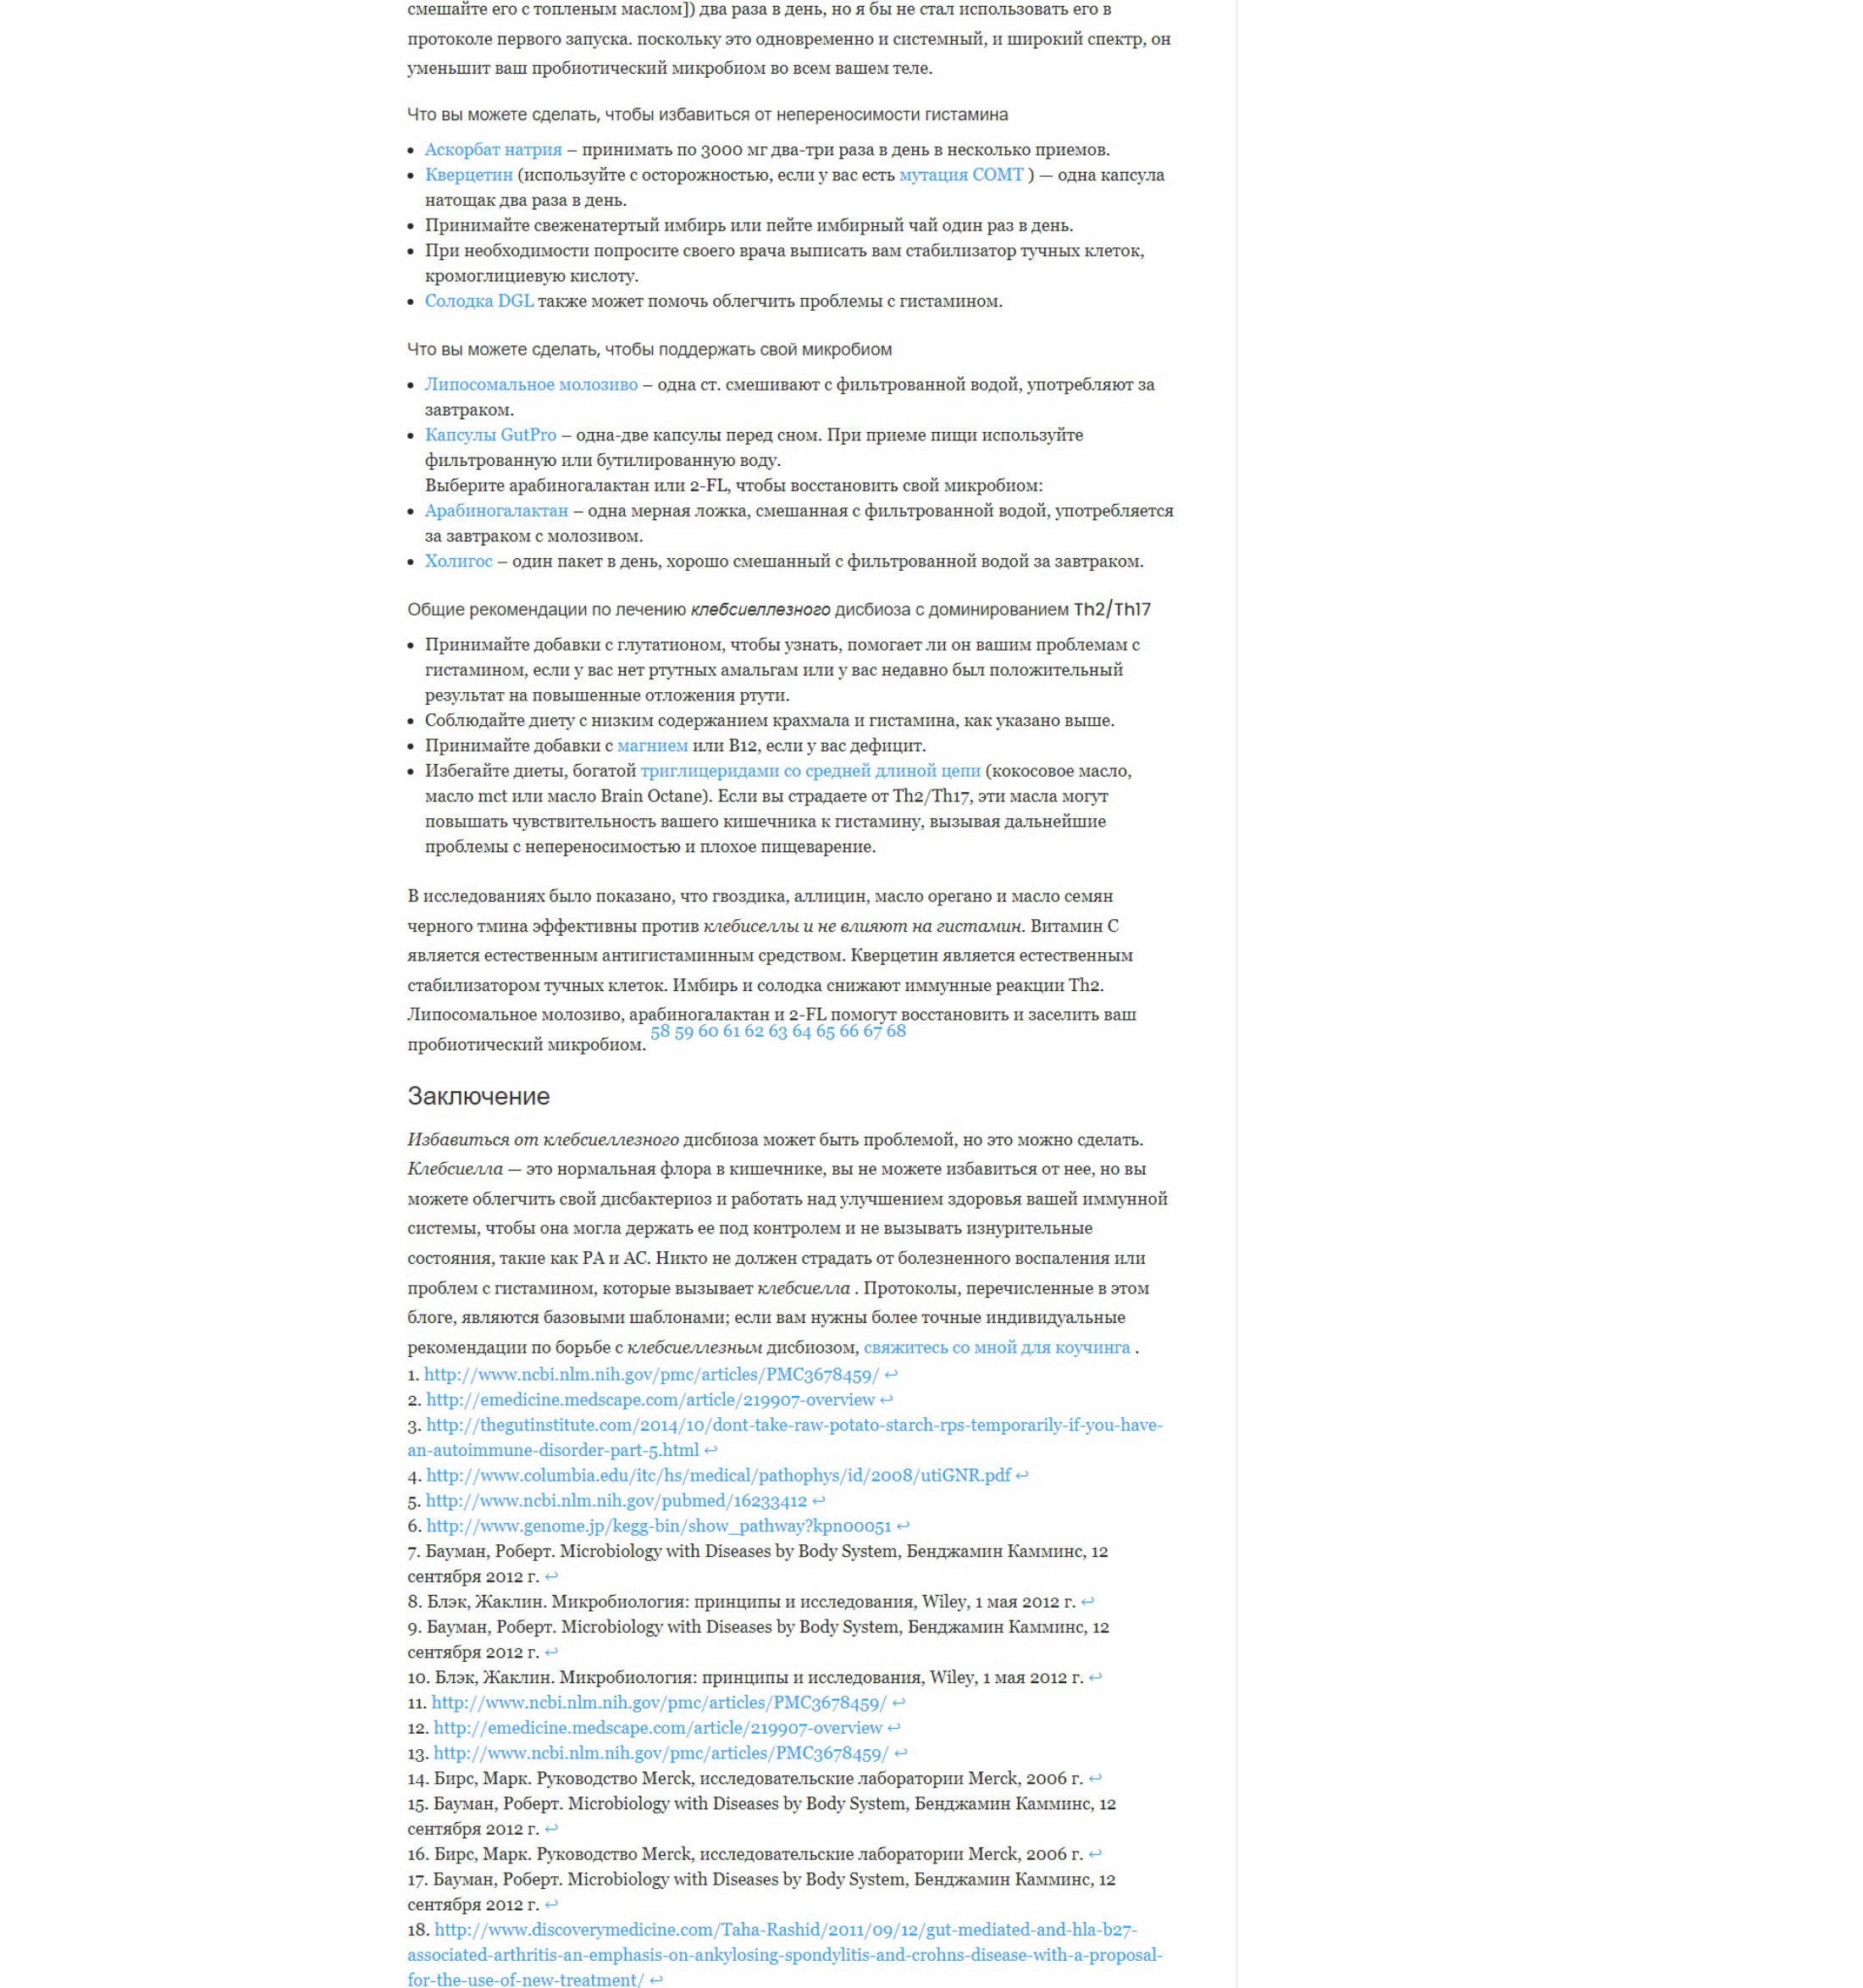 смешайте его с топленым маслом]) два раза в день, но я бы не стал использовать его в
протоколе первого запуска. поскольку это одновременно и системный, и широкий спектр, он
уменьшит ваш пробиотический микробиом во всем вашем теле.
Что вы можете сделать, чтобы избавиться от непереносимости гистамина
• Аскорбат натрия – принимать по 3000 мг два-три раза в день в несколько приемов.
• Кверцетин (используйте с осторожностью, если у вас есть мутация COMT ) — одна капсула
натощак два раза в день.
• Принимайте свеженатертый имбирь или пейте имбирный чай один раз в день.
• При необходимости попросите своего врача выписать вам стабилизатор тучных клеток,
кромоглициевую кислоту.
• Солодка DGL также может помочь облегчить проблемы с гистамином.
Что вы можете сделать, чтобы поддержать свой микробиом
• Липосомальное молозиво – одна ст. смешивают с фильтрованной водой, употребляют за
завтраком.
• Капсулы GutPro – одна-две капсулы перед сном. При приеме пищи используйте
фильтрованную или бутилированную воду.
Выберите арабиногалактан или 2-FL, чтобы восстановить свой микробиом:
• Арабиногалактан – одна мерная ложка, смешанная с фильтрованной водой, употребляется
за завтраком с молозивом.
• Холигос – один пакет в день, хорошо смешанный с фильтрованной водой за завтраком.
Общие рекомендации по лечению клебсиеллезного дисбиоза с доминированием Th2/Th17
• Принимайте добавки с глутатионом, чтобы узнать, помогает ли он вашим проблемам с
гистамином, если у вас нет ртутных амальгам или у вас недавно был положительный
результат на повышенные отложения ртути.
• Соблюдайте диету с низким содержанием крахмала и гистамина, как указано выше.
• Принимайте добавки с магнием или B12, если у вас дефицит.
• Избегайте диеты, богатой триглицеридами со средней длиной цепи (кокосовое масло,
масло mct или масло Brain Octane). Если вы страдаете от Th2/Th17, эти масла могут
повышать чувствительность вашего кишечника к гистамину, вызывая дальнейшие
проблемы с непереносимостью и плохое пищеварение.
В исследованиях было показано, что гвоздика, аллицин, масло орегано и масло семян
черного тмина эффективны против клебиселлы и не влияют на гистамин. Витамин С
является естественным антигистаминным средством. Кверцетин является естественным
стабилизатором тучных клеток. Имбирь и солодка снижают иммунные реакции Th2.
Липосомальное молозиво, арабиногалактан и 2-FL помогут восстановить и заселить ваш
пробиотический микробиом. 58 59 60 61 62 63 64 65 66 67 68
Заключение
Избавиться от клебсиеллезного дисбиоза может быть проблемой, но это можно сделать.
Клебсиелла — это нормальная флора в кишечнике, вы не можете избавиться от нее, но вы
можете облегчить свой дисбактериоз и работать над улучшением здоровья вашей иммунной
системы, чтобы она могла держать ее под контролем и не вызывать изнурительные
состояния, такие как РА и АС. Никто не должен страдать от болезненного воспаления или
проблем с гистамином, которые вызывает клебсиелла . Протоколы, перечисленные в этом
блоге, являются базовыми шаблонами; если вам нужны более точные индивидуальные
рекомендации по борьбе с клебсиеллезным дисбиозом, свяжитесь со мной для коучинга .
1. http://www.ncbi.nlm.nih.gov/pmc/articles/PMC3678459/ ↩
2. http://emedicine.medscape.com/article/219907-overview ↩
3. http://thegutinstitute.com/2014/10/dont-take-raw-potato-starch-rps-temporarily-if-you-have-
an-autoimmune-disorder-part-5.html ↩
4. http://www.columbia.edu/itc/hs/medical/pathophys/id/2008/utiGNR.pdf ↩
5. http://www.ncbi.nlm.nih.gov/pubmed/16233412 ↩
6. http://www.genome.jp/kegg-bin/show_pathway?kpn00051 ↩
7. Бауман, Роберт. Microbiology with Diseases by Body System, Бенджамин Камминс, 12
сентября 2012 г. ↩
8. Блэк, Жаклин. Микробиология: принципы и исследования, Wiley, 1 мая 2012 г. ↩
9. Бауман, Роберт. Microbiology with Diseases by Body System, Бенджамин Камминс, 12
сентября 2012 г. ↩
10. Блэк, Жаклин. Микробиология: принципы и исследования, Wiley, 1 мая 2012 г. ↩
11. http://www.ncbi.nlm.nih.gov/pmc/articles/PMC3678459/ ↩
12. http://emedicine.medscape.com/article/219907-overview ↩
13. http://www.ncbi.nlm.nih.gov/pmc/articles/PMC3678459/ ↩
14. Бирс, Марк. Руководство Merck, исследовательские лаборатории Merck, 2006 г. ↩
15. Бауман, Роберт. Microbiology with Diseases by Body System, Бенджамин Камминс, 12
сентября 2012 г. ↩
16. Бирс, Марк. Руководство Merck, исследовательские лаборатории Merck, 2006 г. ↩
17. Бауман, Роберт. Microbiology with Diseases by Body System, Бенджамин Камминс, 12
сентября 2012 г. ↩
18. http://www.discoverymedicine.com/Taha-Rashid/2011/09/12/gut-mediated-and-hla-b27-
associated-arthritis-an-emphasis-on-ankylosing-spondylitis-and-crohns-disease-with-a-proposal-
for-the-use-of-new-treatment/ ↩